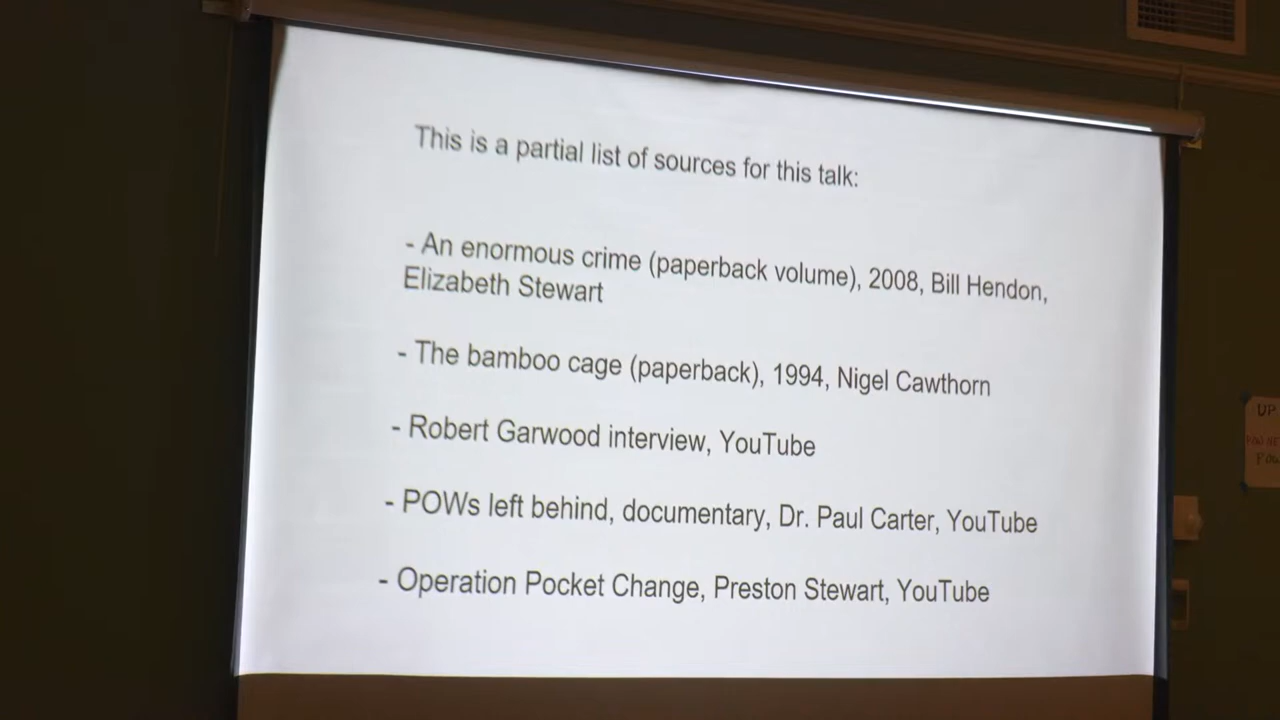 This is a partial list of sources for this talk:
- An enormous crime (paperback volume), 2008, Bill Hendon,
Elizabeth Stewart
- The bamboo cage (paperback), 1994, Nigel Cawthorn
- Robert Garwood interview, YouTube
- POWs left behind, documentary, Dr. Paul Carter, YouTube
- Operation Pocket Change, Preston Stewart, YouTube
UP